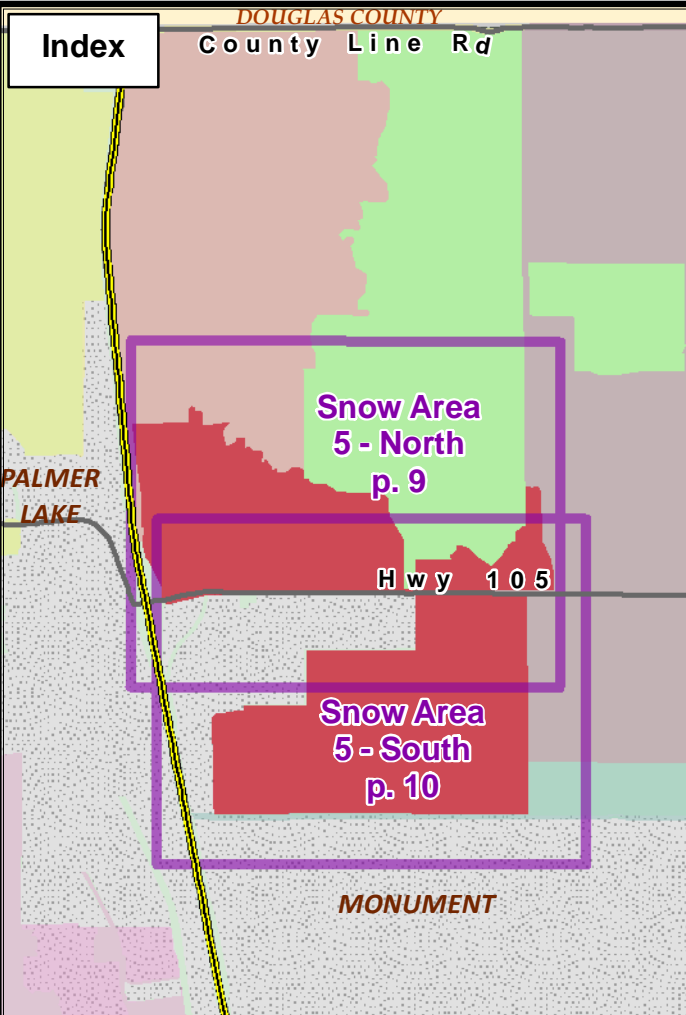 DOUGLAS COUNTY
Index
County Line Rd
Snow Area
5 - North
p. 9
PALMER
LAKE
Hwy 105
Snow Area
5 - South
p. 10
MONUMENT